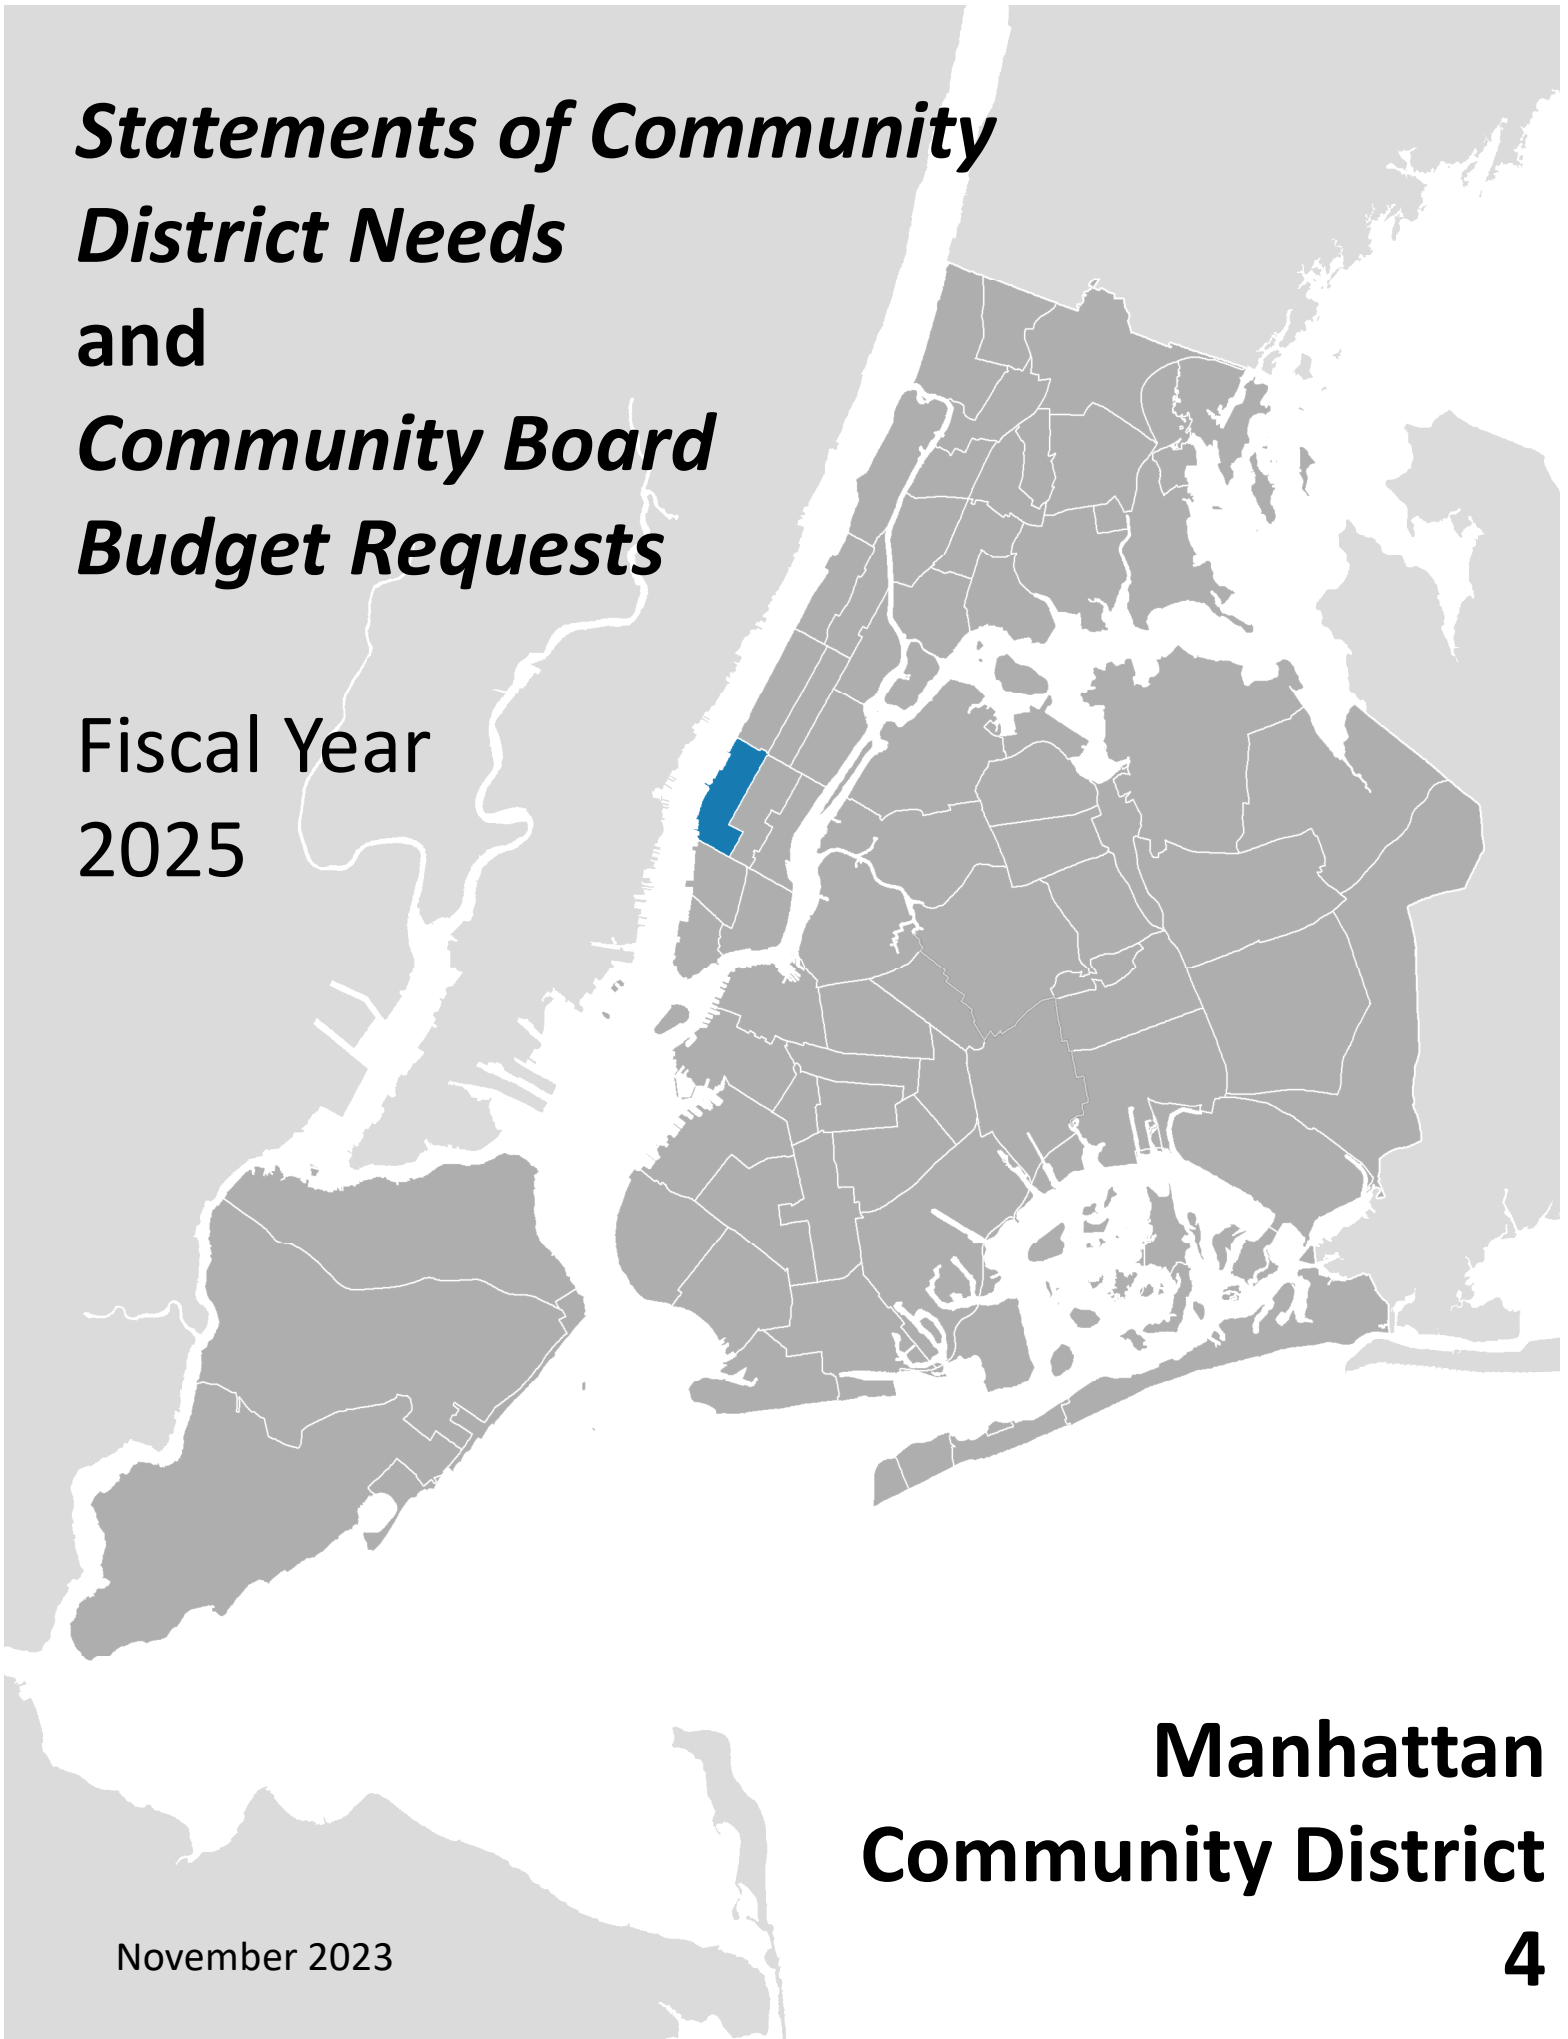 Statements of Community
District Needs
and
Community Board
Budget Requests
Fiscal Year
2025
Manhattan
Community District
4
November 2023